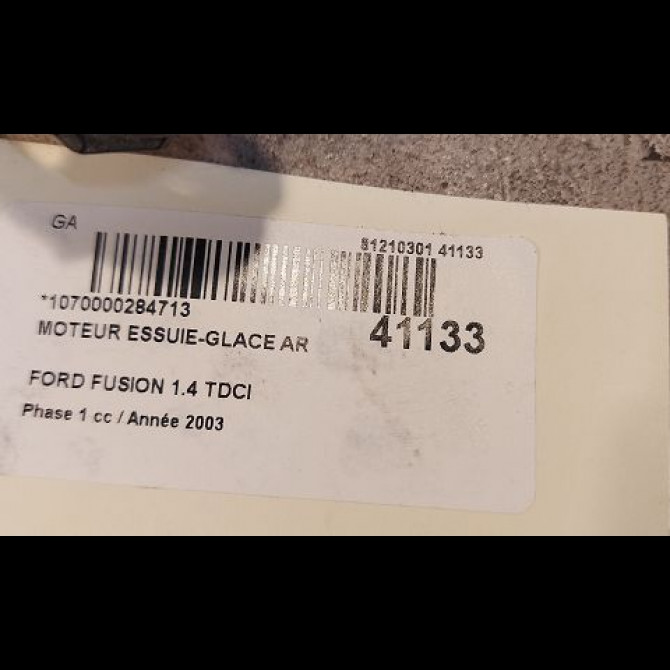 GA
81210301 41133
*1070000284713
MOTEUR ESSUIE-GLACE AR 41133
FORD FUSION 1.4 TDCI
Phase 1 cc / Année 2003